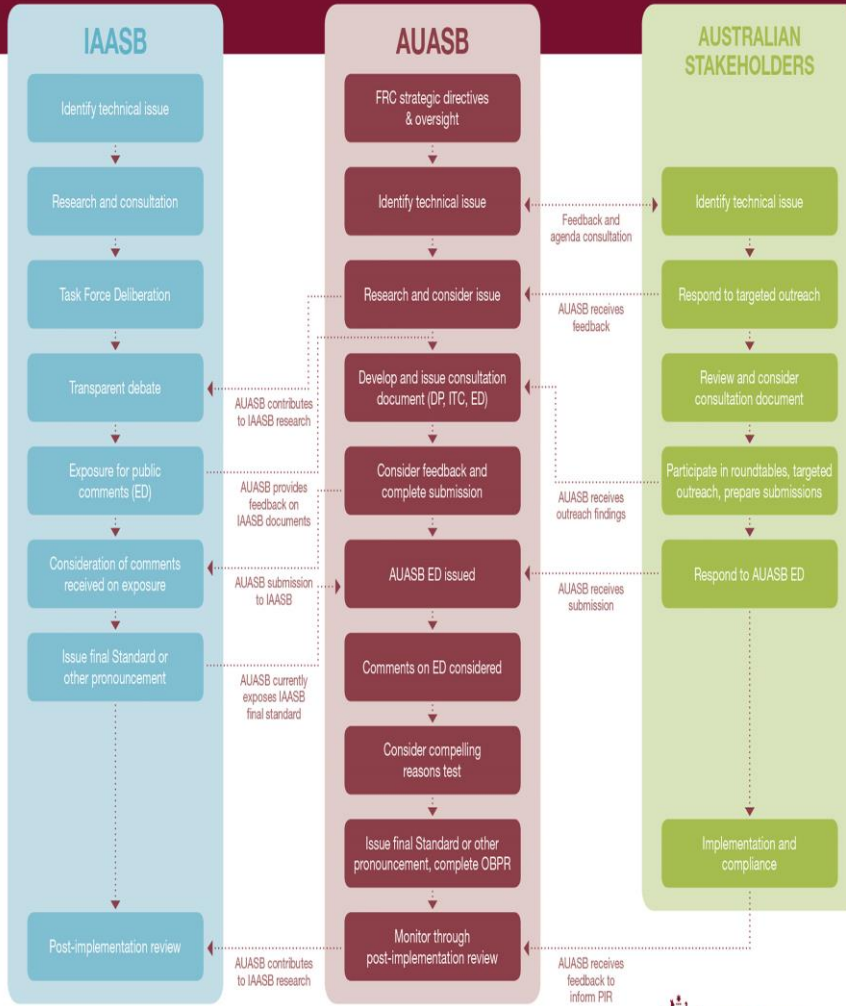 IAASB
Identify technical issue
Research and consultation
Task Force Deliberation
Transparent debate
Exposure for public
comments (ED)
Consideration of comments
received on exposure
Issue final Standard or
other pronouncement
Post-implementation review
AUASB contributes
to IAASB research
AUASB provides
feedback on
IAASB documents
AUASB submission
to IAASB
AUASB currently
exposes IAASB
final standard
AUASB contributes
to IAASB research
AUASB
FRC strategic directives
& oversight
Identify technical issue
Research and consider issue
Develop and issue consultation
document (DP, ITC, ED)
Consider feedback and
complete submission
AUASB ED issued
Comments on ED considered
Consider compelling
reasons test
Issue final Standard or other
pronouncement, complete OBPR
Monitor through
post-implementation review
Feedback and
agenda consultation
AUASB receives
feedback
AUASB receives
outreach findings
AUASB receives
submission
AUASB receives
feedback to
inform PIR
AUSTRALIAN
STAKEHOLDERS
Identify technical issue
Respond to targeted outreach
Review and consider
consultation document
Participate in roundtables, targeted
outreach, prepare submissions
Respond to AUASB ED
Implementation and
compliance